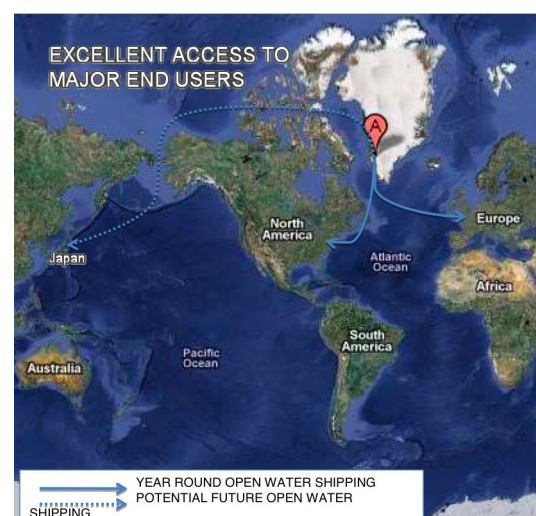 EXCELLENT ACCESS TO
MAJOR END USERS
A
North
America
Europe
Japan
Atlantic
Ocean
Africa
South
America
Pacific
Ocean
Australia
YEAR ROUND OPEN WATER SHIPPING
POTENTIAL FUTURE OPEN WATER
SHIPPING